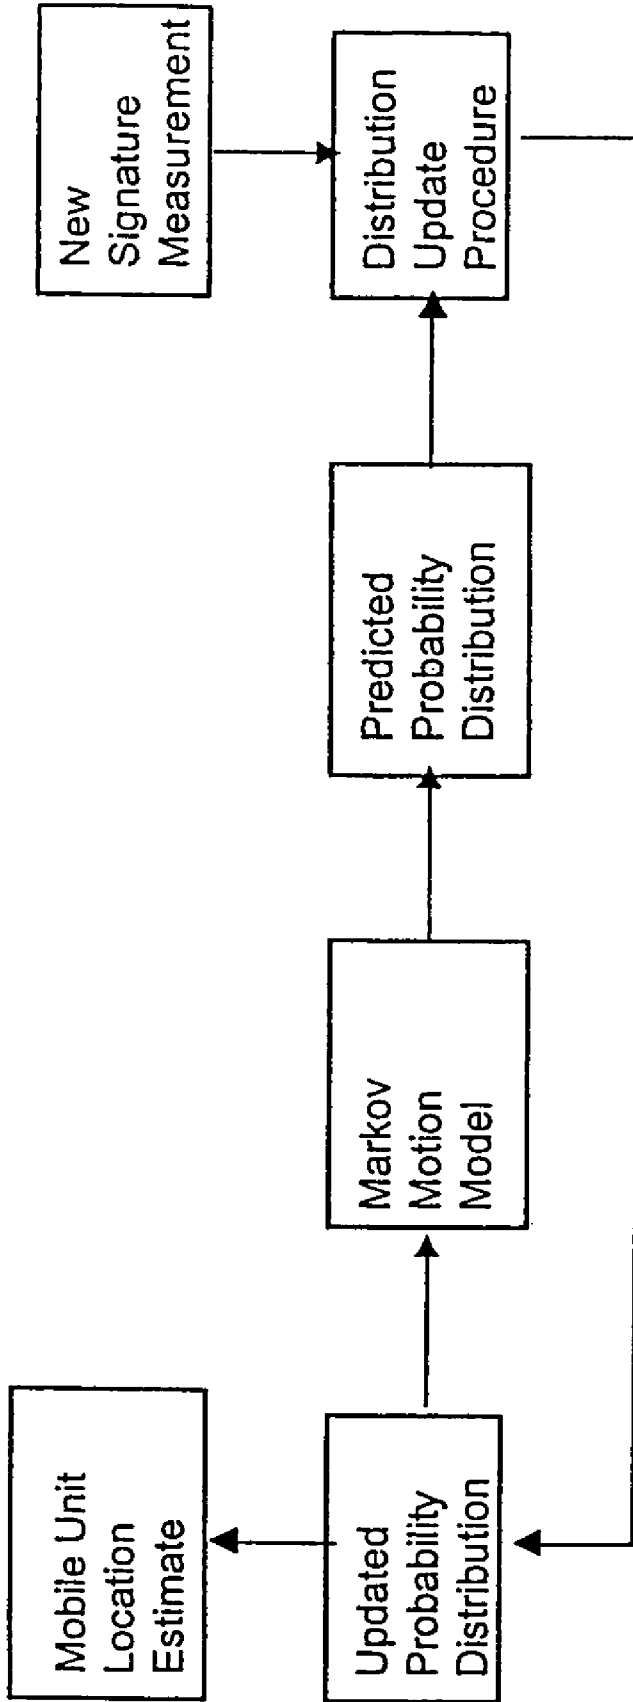 Mobile Unit
Location
Estimate
New
Signature
Measurement
Updated
Probability
Distribution
Markov
Motion
Model
Predicted
Probability
Distribution
Distribution
Update
Procedure